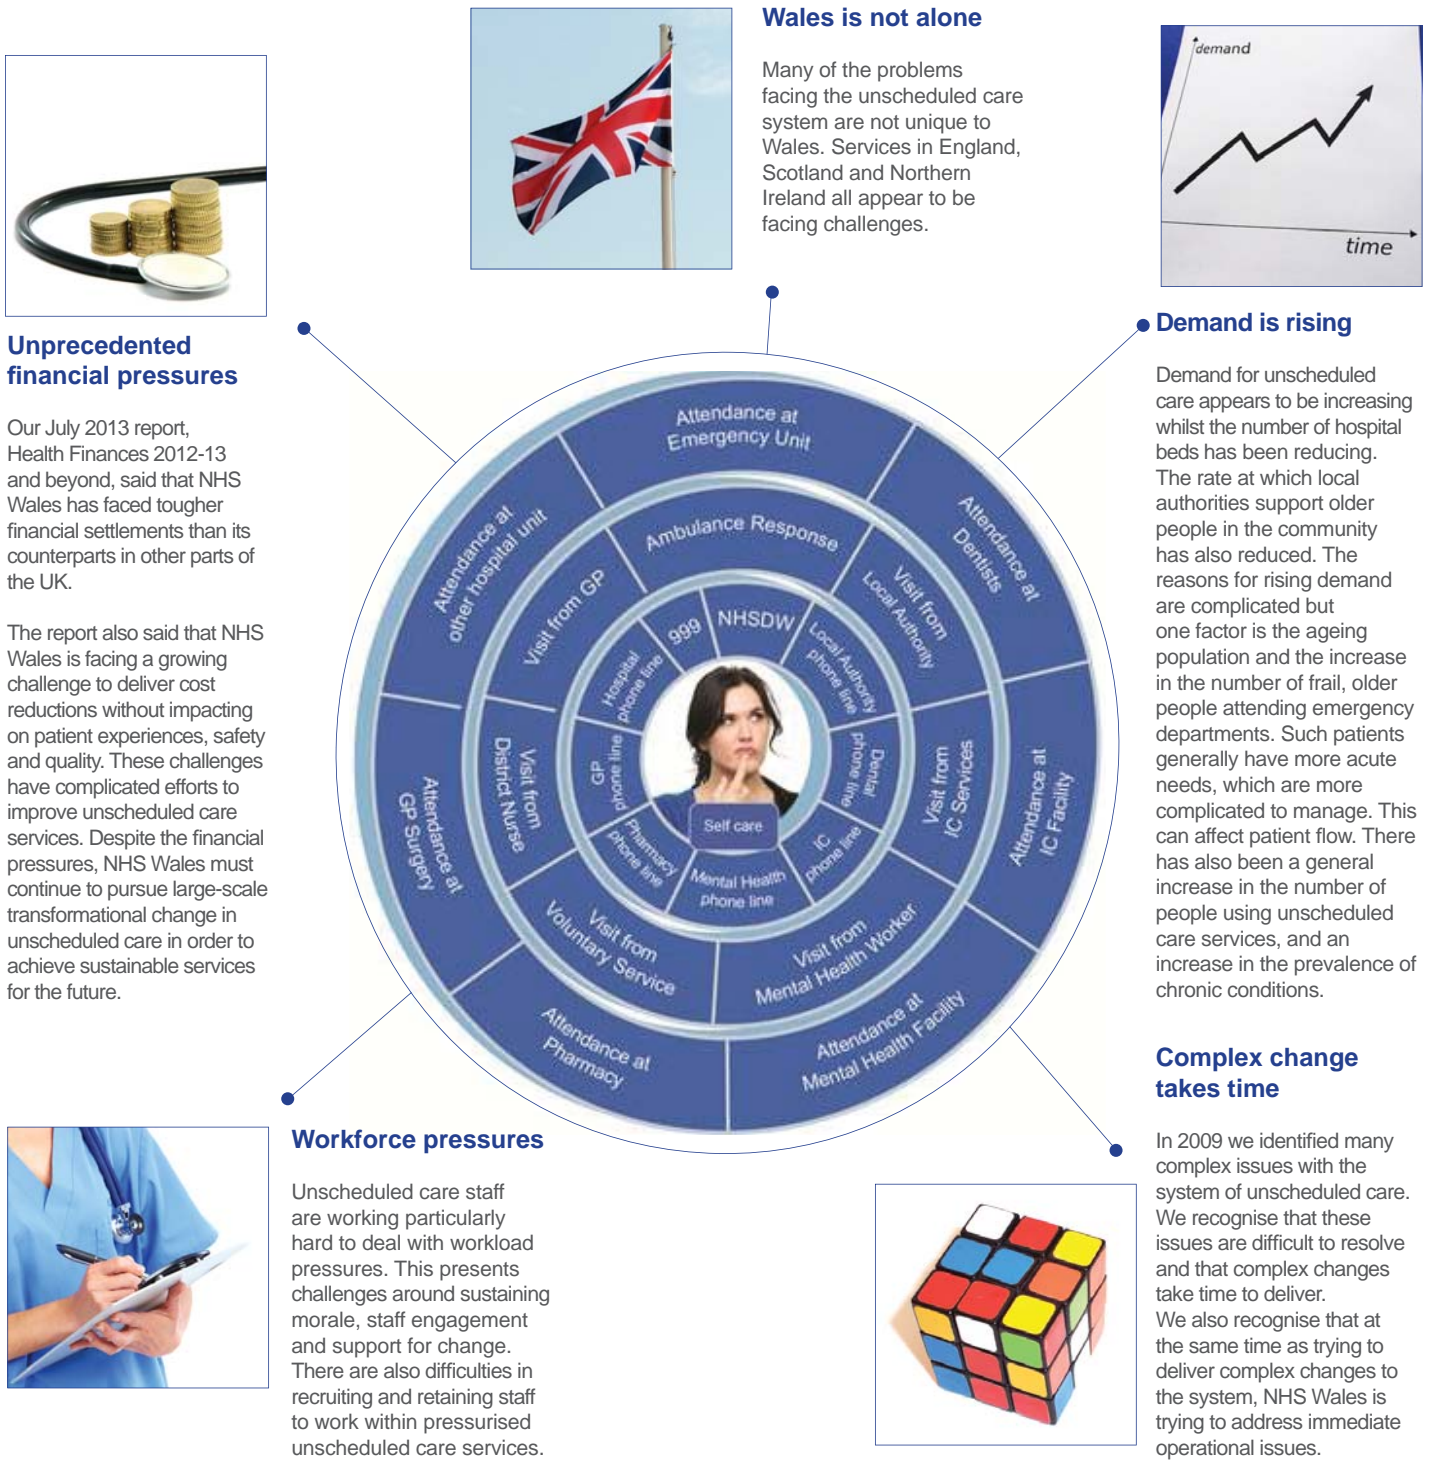 Wales is not alone
Many of the problems
facing the unscheduled care
system are not unique to
Wales. Services in England,
Scotland and Northern
Ireland all appear to be
facing challenges.
demand
time
Unprecedented
financial pressures
Our July 2013 report,
Health Finances 2012-13
and beyond, said that NHS
Wales has faced tougher
financial settlements than its
counterparts in other parts of
the UK.
The report also said that NHS
Wales is facing a growing
challenge to deliver cost
reductions without impacting
on patient experiences, safety
and quality. These challenges
have complicated efforts to
improve unscheduled care
services. Despite the financial
pressures, NHS Wales must
continue to pursue large-scale
transformational change in
unscheduled care in order to
achieve sustainable services
for the future.
Demand is rising
Demand for unscheduled
care appears to be increasing
whilst the number of hospital
beds has been reducing.
The rate at which local
authorities support older
people in the community
has also reduced. The
reasons for rising demand
are complicated but
one factor is the ageing
population and the increase
in the number of frail, older
people attending emergency
departments. Such patients
generally have more acute
needs, which are more
complicated to manage. This
can affect patient flow. There
has also been a general
increase in the number of
people using unscheduled
care services, and an
increase in the prevalence of
chronic conditions.
Attendance at
Emergency Unit
Attendance at
Dentists
Attendance at
IC Facility
Attendance at
Mental Health Facility
Attendance at
Pharmacy
Attendance at
GP Surgery
Attendance at
other hospital unit
Ambulance Response
Visit from
Local Authority
Visit from
IC Services
Visit from
Mental Health Worker
Visit from
Voluntary Service
Visit from
District Nurse
Visit from GP
999
NHSDW
Local Authority
phone line
Dental
phone line
IC
phone line
Mental Health
phone line
Pharmacy
phone line
GP
phone line
Hospital
phone line
Self care
Workforce pressures
Unscheduled care staff
are working particularly
hard to deal with workload
pressures. This presents
challenges around sustaining
morale, staff engagement
and support for change.
There are also difficulties in
recruiting and retaining staff
to work within pressurised
unscheduled care services.
Complex change
takes time
In 2009 we identified many
complex issues with the
system of unscheduled care.
We recognise that these
issues are difficult to resolve
and that complex changes
take time to deliver.
We also recognise that at
the same time as trying to
deliver complex changes to
the system, NHS Wales is
trying to address immediate
operational issues.